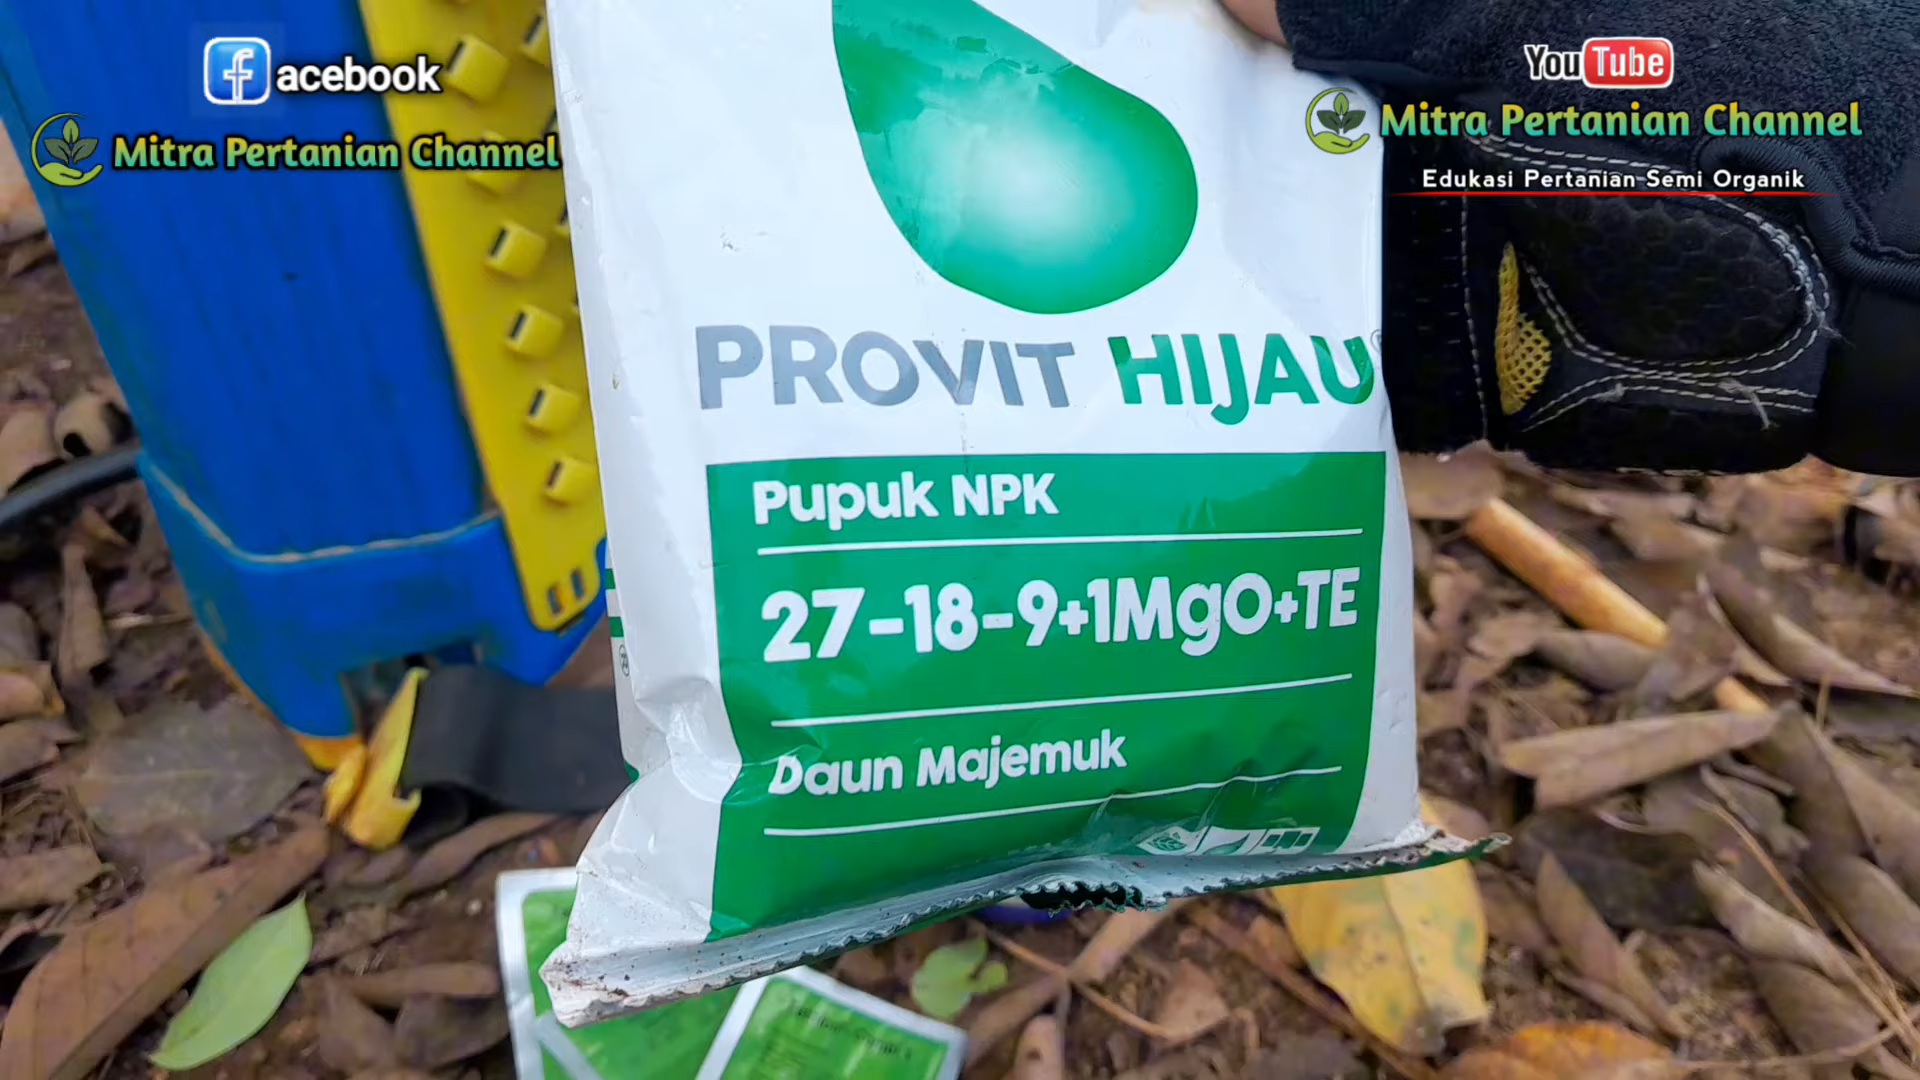 facebook
Mitra Pertanian Channel
YouTube
Mitra Pertanian Channel
Edukasi Pertanian Semi Organik
PROVIT HIJAU
Pupuk NPK
27-18-9+1MgO+TE
Daun Majemuk